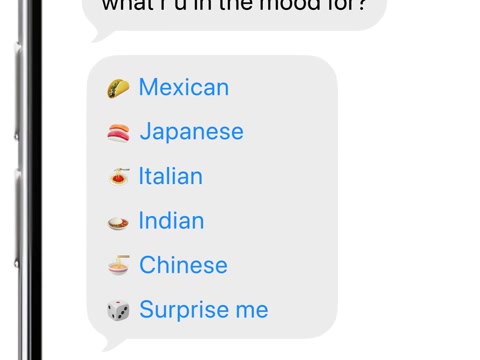 what r u in the mood for?
🌮 Mexican
🍣 Japanese
🍝 Italian
🍛 Indian
🍜 Chinese
🎲 Surprise me